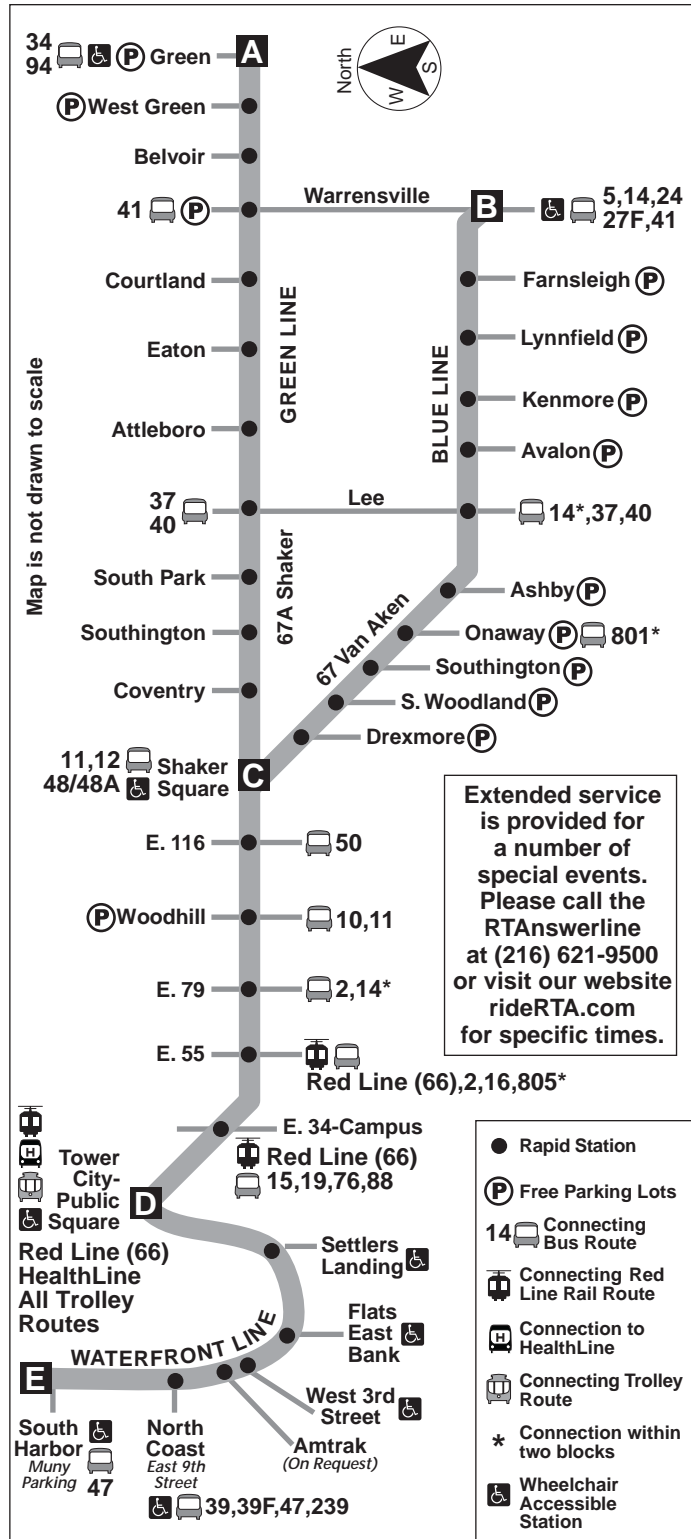 34
94
P Green
A
North
E
S
W
P West Green
Belvoir
41 P
Warrensville
B
5,14,24
27F,41
Courtland
Farnsleigh P
Eaton
Lynnfield P
GREEN LINE
BLUE LINE
Kenmore P
Attleboro
Avalon P
Map is not drawn to scale
37
40
Lee
14*,37,40
South Park
67A Shaker
Ashby P
Southington
67 Van Aken
Onaway P 801*
Southington P
Coventry
S. Woodland P
Drexmore P
11,12
48/48A
Shaker
Square
C
E. 116
50
P Woodhill
10,11
E. 79
2,14*
E. 55
Red Line (66),2,16,805*
Extended service
is provided for
a number of
special events.
Please call the
RTAnswerline
at (216) 621-9500
or visit our website
rideRTA.com
for specific times.
E. 34-Campus
Red Line (66)
15,19,76,88
H
Tower
City-
Public
Square
D
Red Line (66)
HealthLine
All Trolley
Routes
Settlers
Landing
Flats
East
Bank
WATERFRONT LINE
E
West 3rd
Street
South
Harbor
Muny
Parking
47
North
Coast
East 9th
Street
39,39F,47,239
Amtrak
(On Request)
Rapid Station
P Free Parking Lots
14 Connecting
Bus Route
Connecting Red
Line Rail Route
H Connection to
HealthLine
Connecting Trolley
Route
* Connection within
two blocks
Wheelchair
Accessible
Station